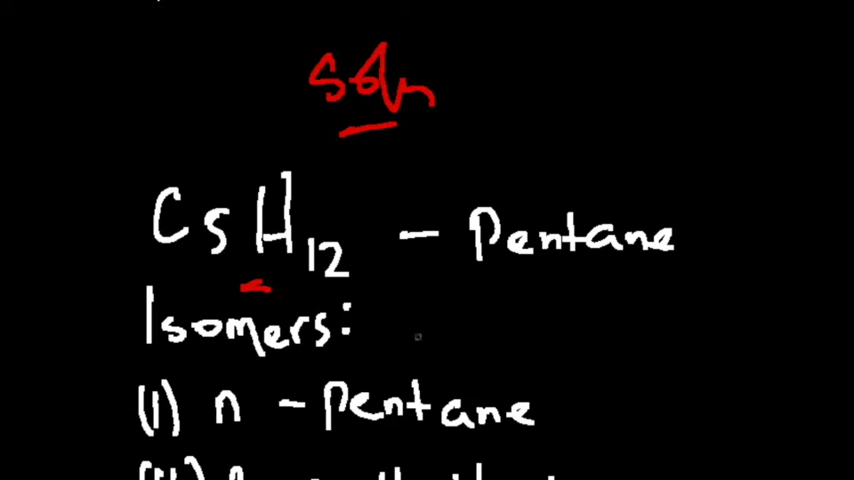 soln
C5H12 - Pentane
Isomers:
(i) n - pentane